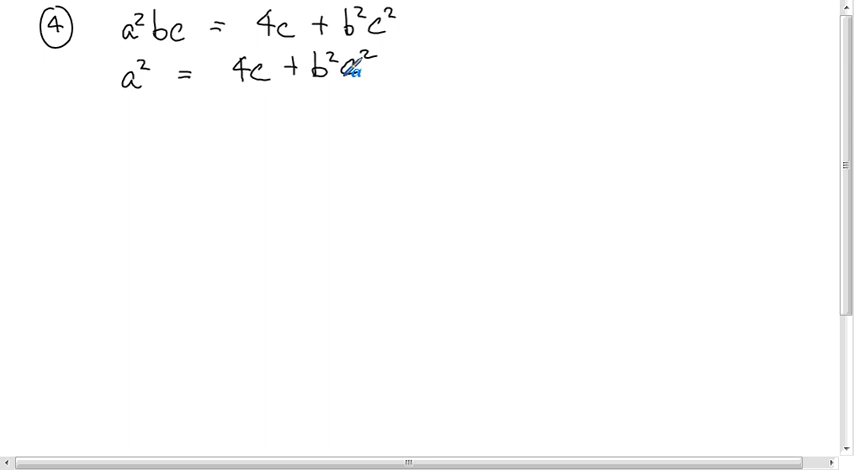 ④ a²bc = 4c + b²c²
a² = 4c + b²c²